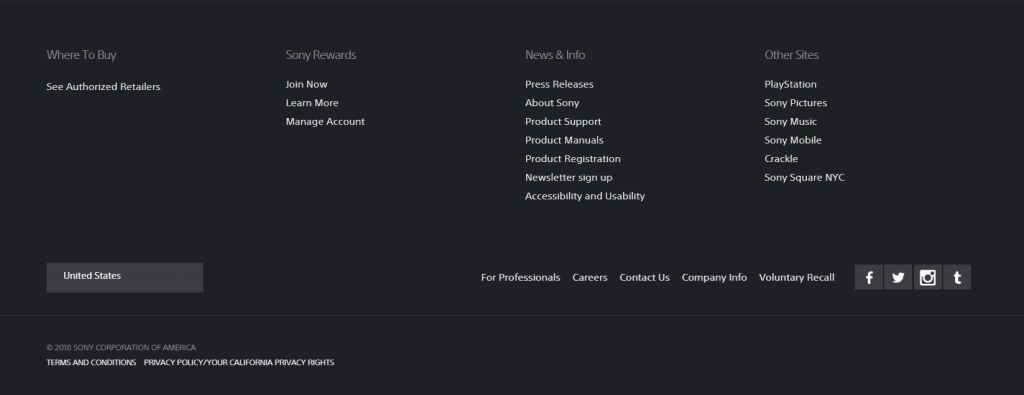 Where To Buy
See Authorized Retailers
Sony Rewards
Join Now
Learn More
Manage Account
News & Info
Press Releases
About Sony
Product Support
Product Manuals
Product Registration
Newsletter sign up
Accessibility and Usability
Other Sites
PlayStation
Sony Pictures
Sony Music
Sony Mobile
Crackle
Sony Square NYC
United States
For Professionals Careers Contact Us Company Info Voluntary Recall
© 2018 SONY CORPORATION OF AMERICA
TERMS AND CONDITIONS PRIVACY POLICY/YOUR CALIFORNIA PRIVACY RIGHTS